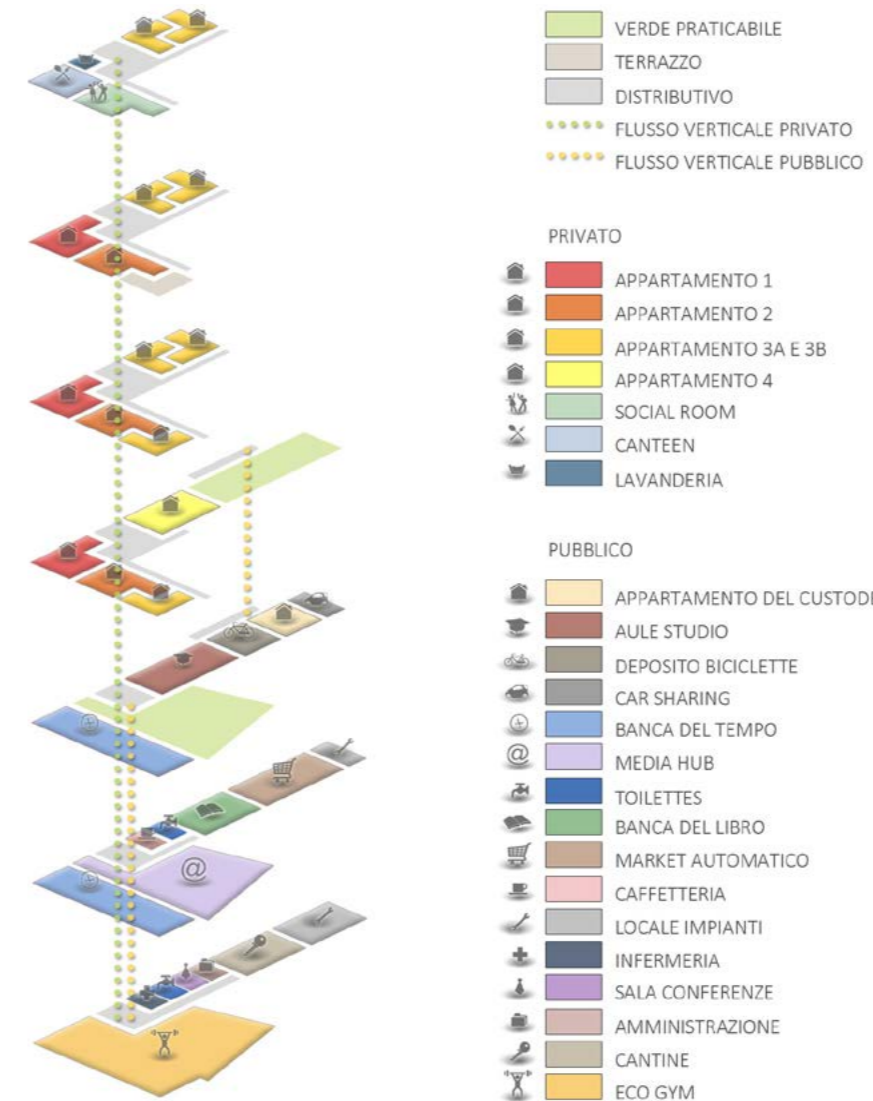 VERDE PRATICABILE
TERRAZZO
DISTRIBUTIVO
FLUSSO VERTICALE PRIVATO
FLUSSO VERTICALE PUBBLICO
PRIVATO
APPARTAMENTO 1
APPARTAMENTO 2
APPARTAMENTO 3A E 3B
APPARTAMENTO 4
SOCIAL ROOM
CANTEEN
LAVANDERIA
PUBBLICO
APPARTAMENTO DEL CUSTODE
AULE STUDIO
DEPOSITO BICICLETTE
CAR SHARING
BANCA DEL TEMPO
@ MEDIA HUB
TOILETTES
BANCA DEL LIBRO
MARKET AUTOMATICO
CAFFETTERIA
@
LOCALE IMPIANTI
INFERMERIA
SALA CONFERENZE
AMMINISTRAZIONE
CANTINE
ECO GYM